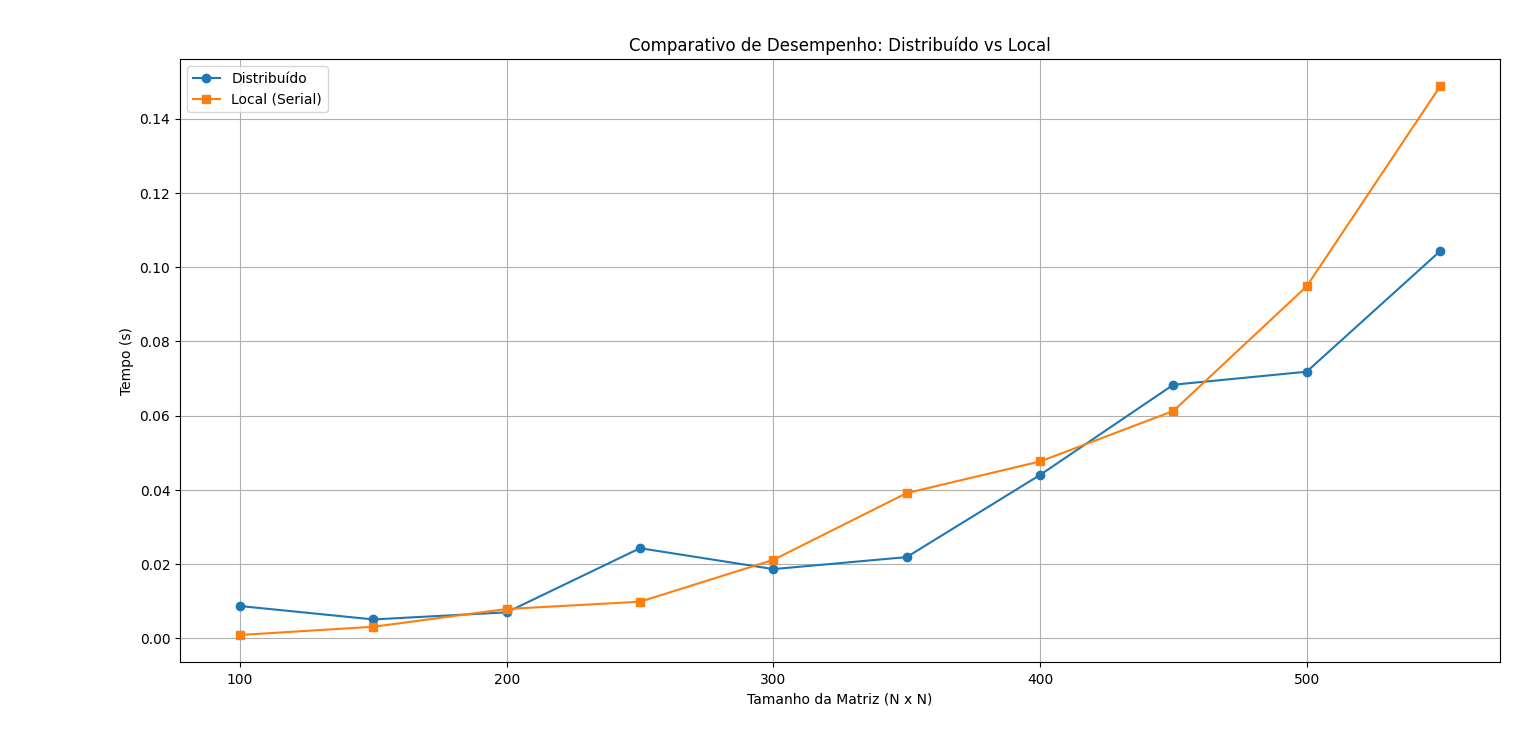 Comparativo de Desempenho: Distribuído vs Local
Distribuído
Local (Serial)
0.14
0.12
0.10
0.08
0.06
0.04
0.02
0.00
Tempo (s)
100 200 300 400 500
Tamanho da Matriz (N x N)